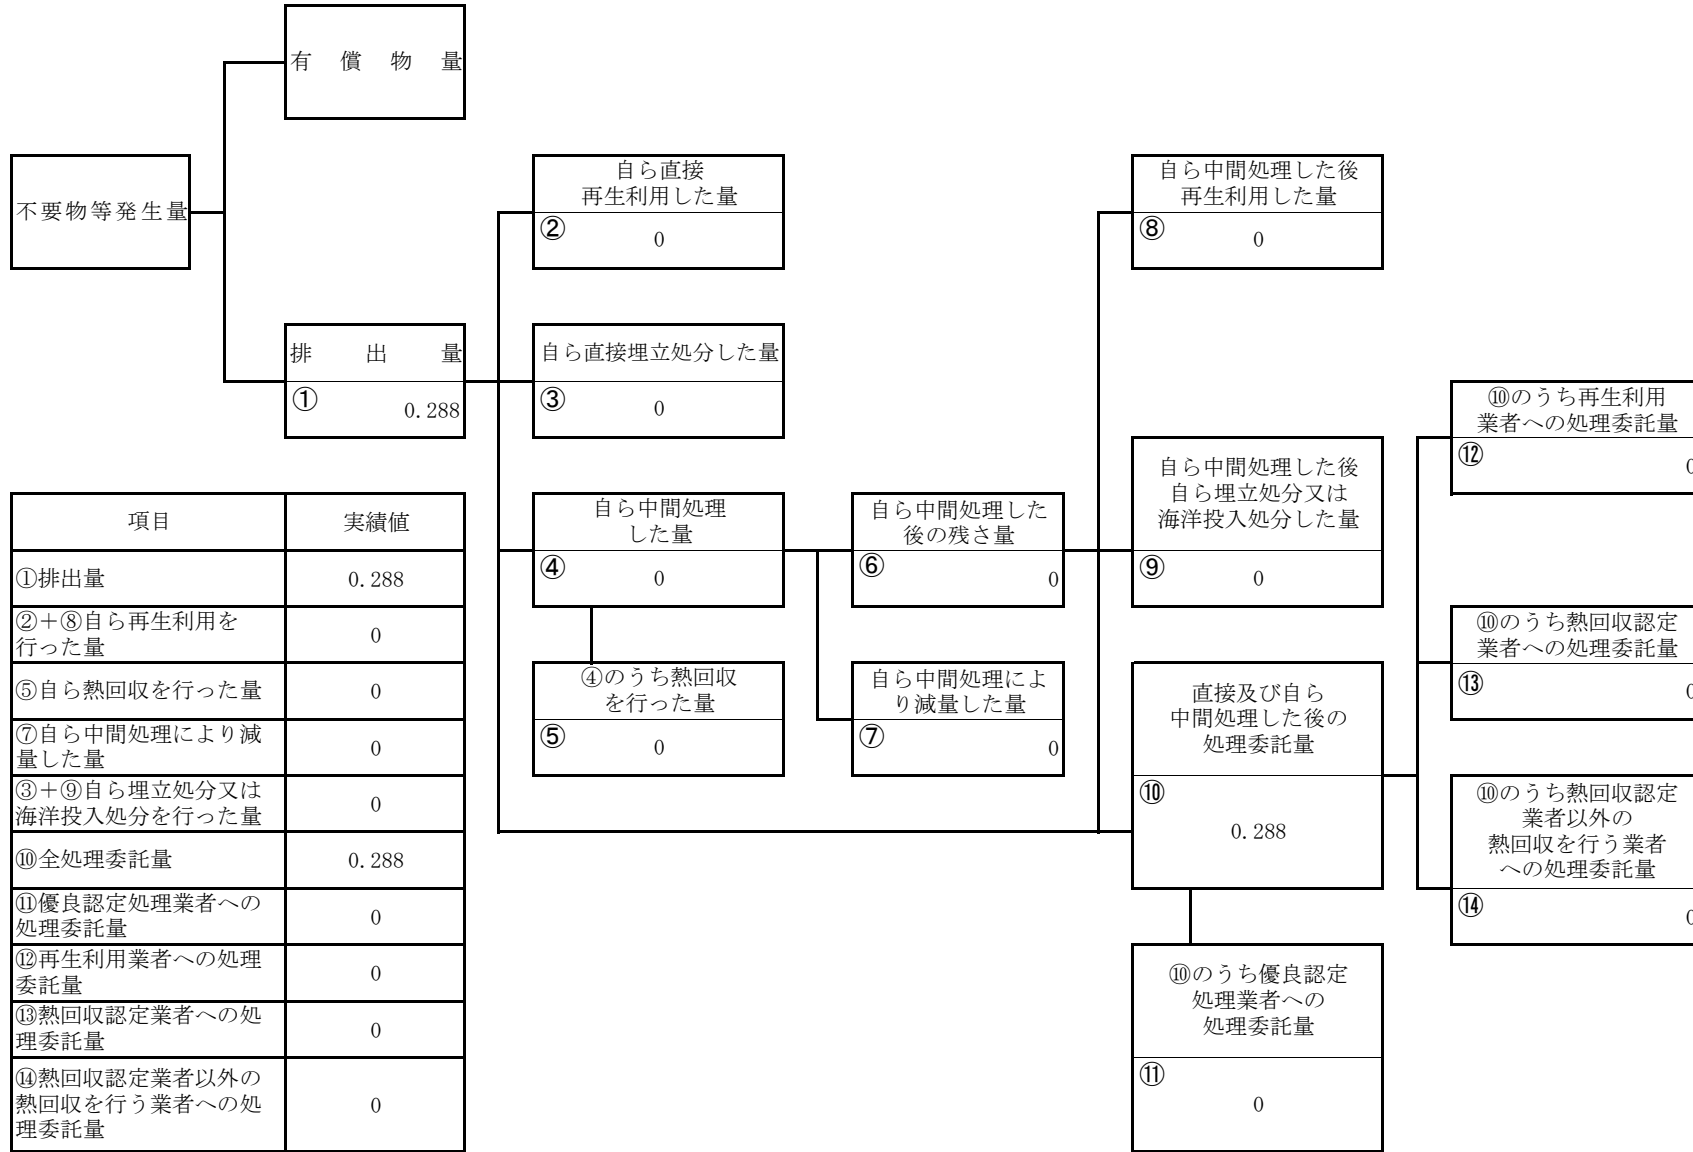 有償物量
不要物等発生量
自ら直接
再生利用した量
②
0
自ら中間処理した後
再生利用した量
⑧
0
排出量
①
0.288
自ら直接埋立処分した量
③
0
⑩のうち再生利用
業者への処理委託量
⑫
0
自ら中間処理
した量
④
0
自ら中間処理した
後の残さ量
⑥
0
自ら中間処理した後
自ら埋立処分又は
海洋投入処分した量
⑨
0
⑩のうち熱回収認定
業者への処理委託量
⑬
0
④のうち熱回収
を行った量
⑤
0
自ら中間処理によ
り減量した量
⑦
0
直接及び自ら
中間処理した後の
処理委託量
⑩
0.288
⑩のうち熱回収認定
業者以外の
熱回収を行う業者
への処理委託量
⑭
0
⑩のうち優良認定
処理業者への
処理委託量
⑪
0
項目 実績値
①排出量 0.288
②＋⑧自ら再生利用を
行った量
0
⑤自ら熱回収を行った量 0
⑦自ら中間処理により減
量した量
0
③＋⑨自ら埋立処分又は
海洋投入処分を行った量
0
⑩全処理委託量 0.288
⑪優良認定処理業者への
処理委託量
0
⑫再生利用業者への処理
委託量
0
⑬熱回収認定業者への処
理委託量
0
⑭熱回収認定業者以外の
熱回収を行う業者への処
理委託量
0